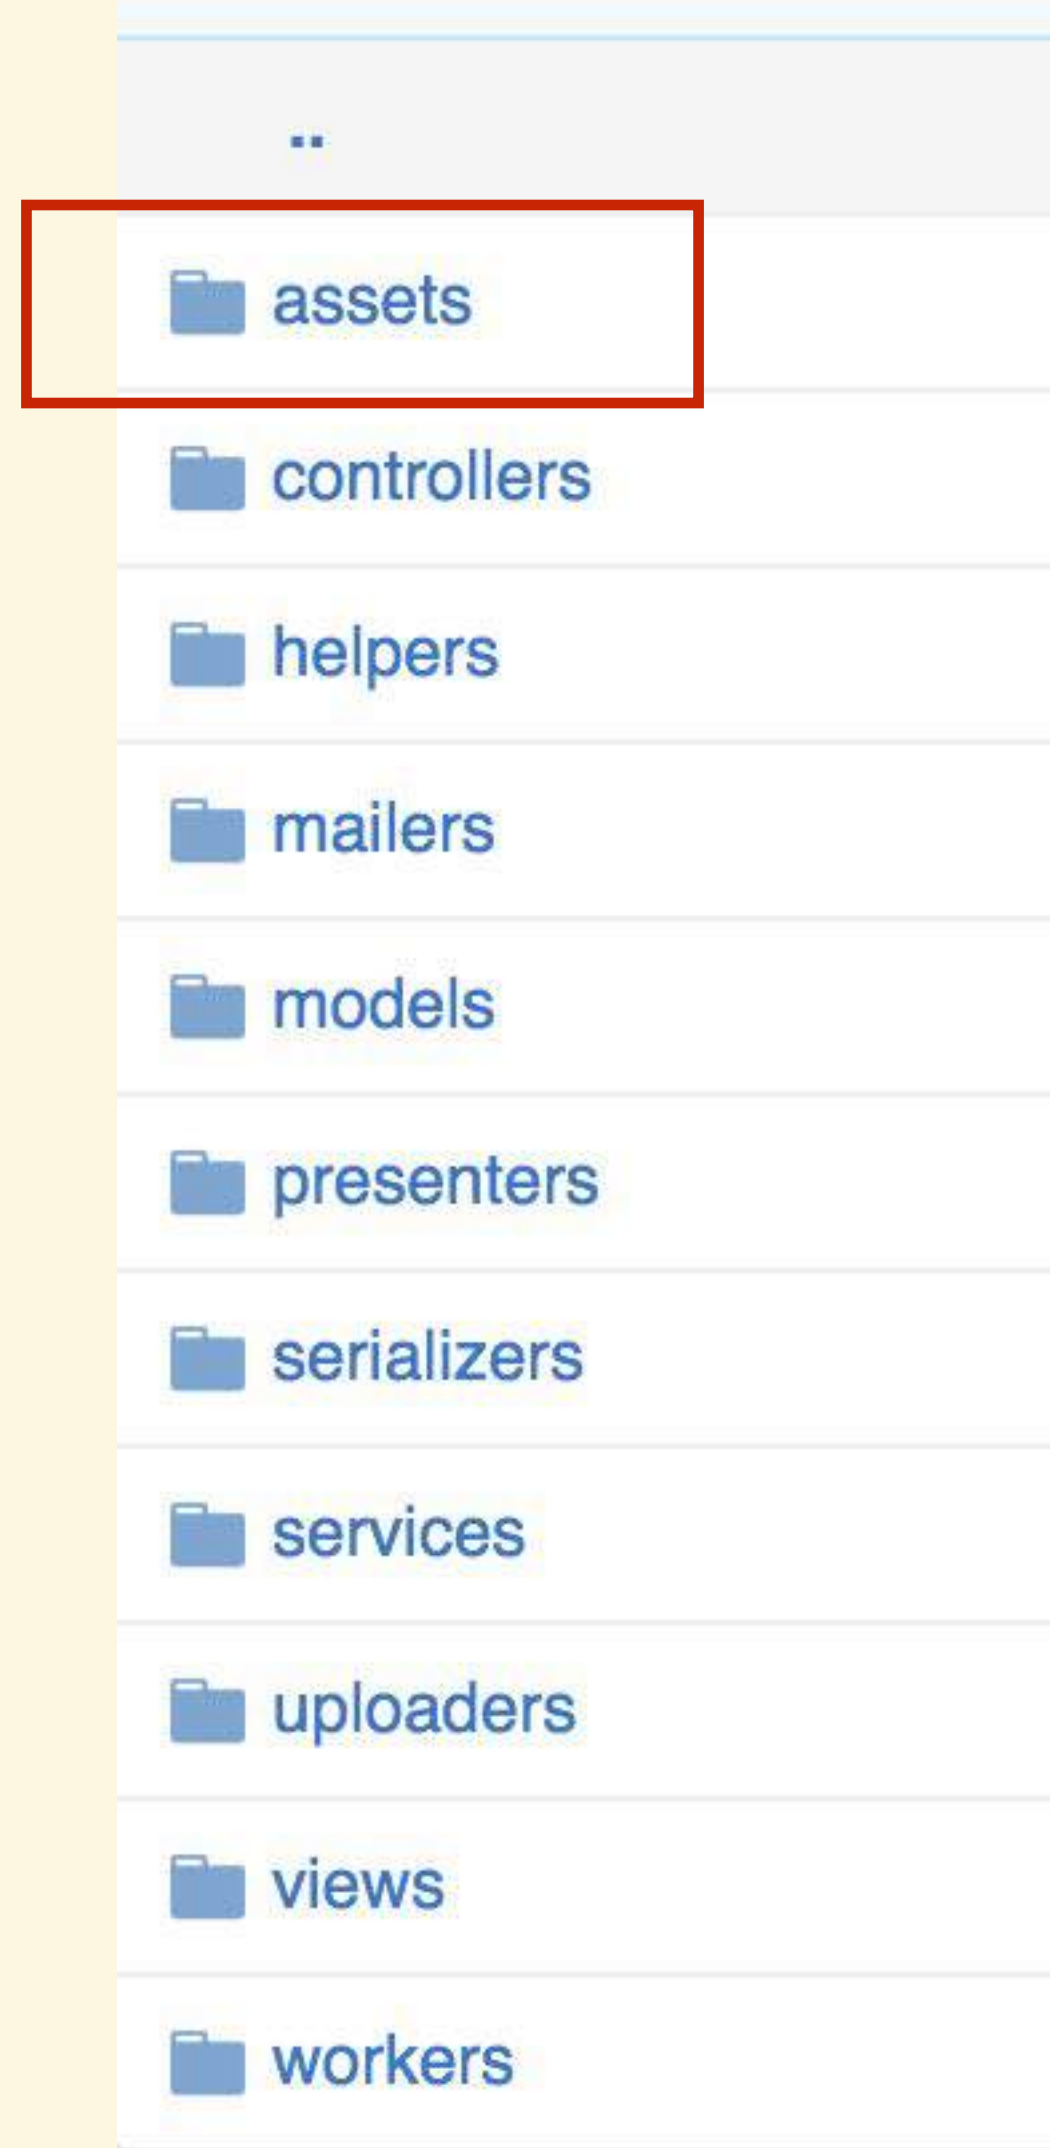 ..
assets
controllers
helpers
mailers
models
presenters
serializers
services
uploaders
views
workers